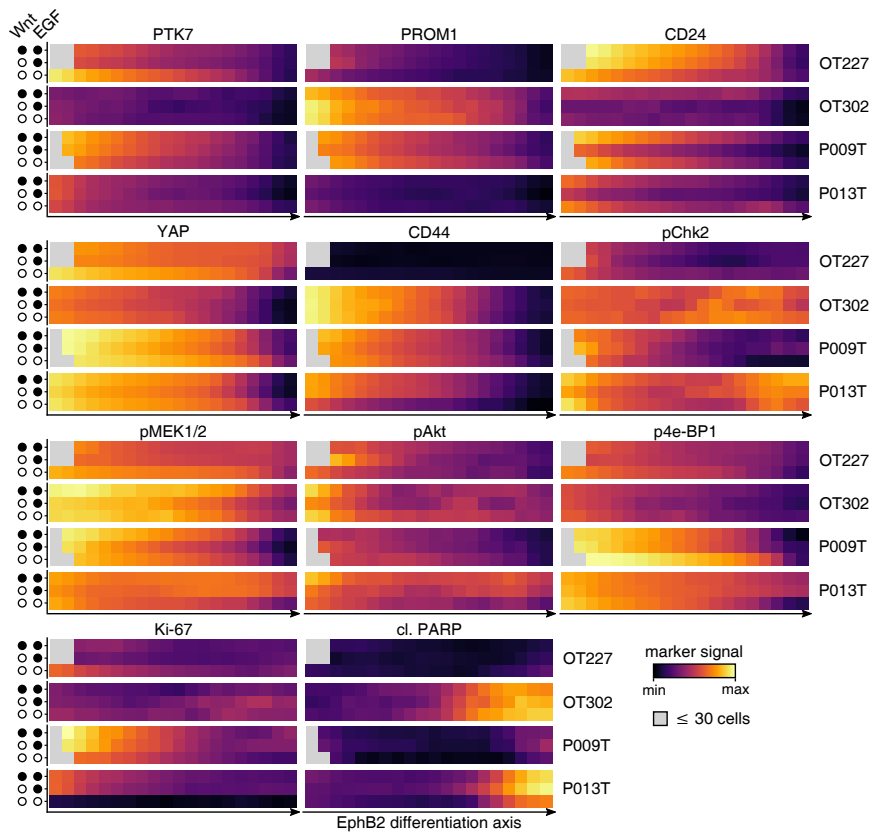 Wnt
EGF
PTK7 PROM1 CD24
OT227
OT302
P009T
P013T
YAP CD44 pChk2
OT227
OT302
P009T
P013T
pMEK1/2 pAkt p4e-BP1
OT227
OT302
P009T
P013T
Ki-67 cl. PARP
OT227
OT302
P009T
P013T
marker signal
min max
≤ 30 cells
EphB2 differentiation axis